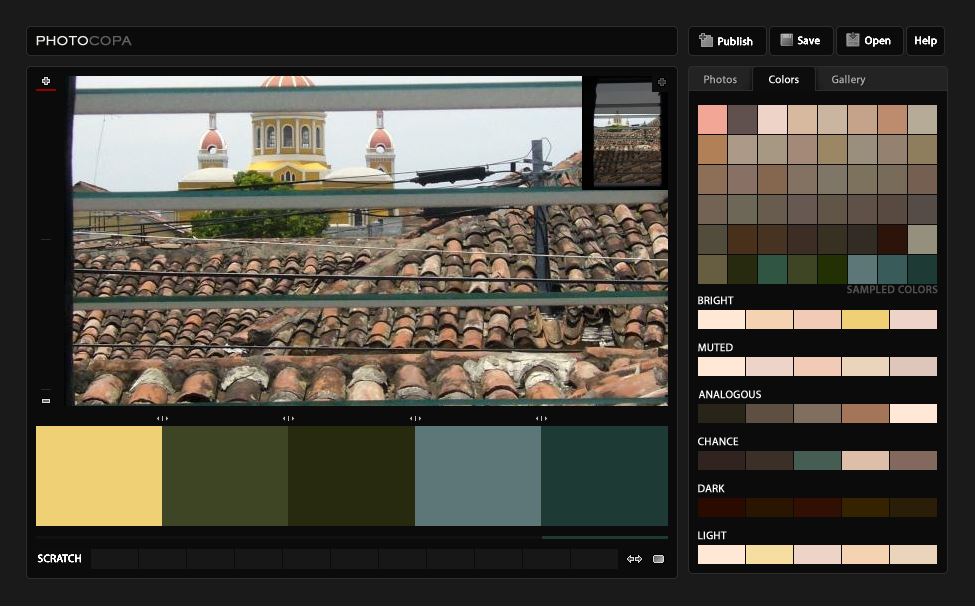 PHOTOCOPA
Publish
Save
Open
Help
Photos
Colors
Gallery
SAMPLED COLORS
BRIGHT
MUTED
ANALOGOUS
CHANCE
DARK
LIGHT
SCRATCH